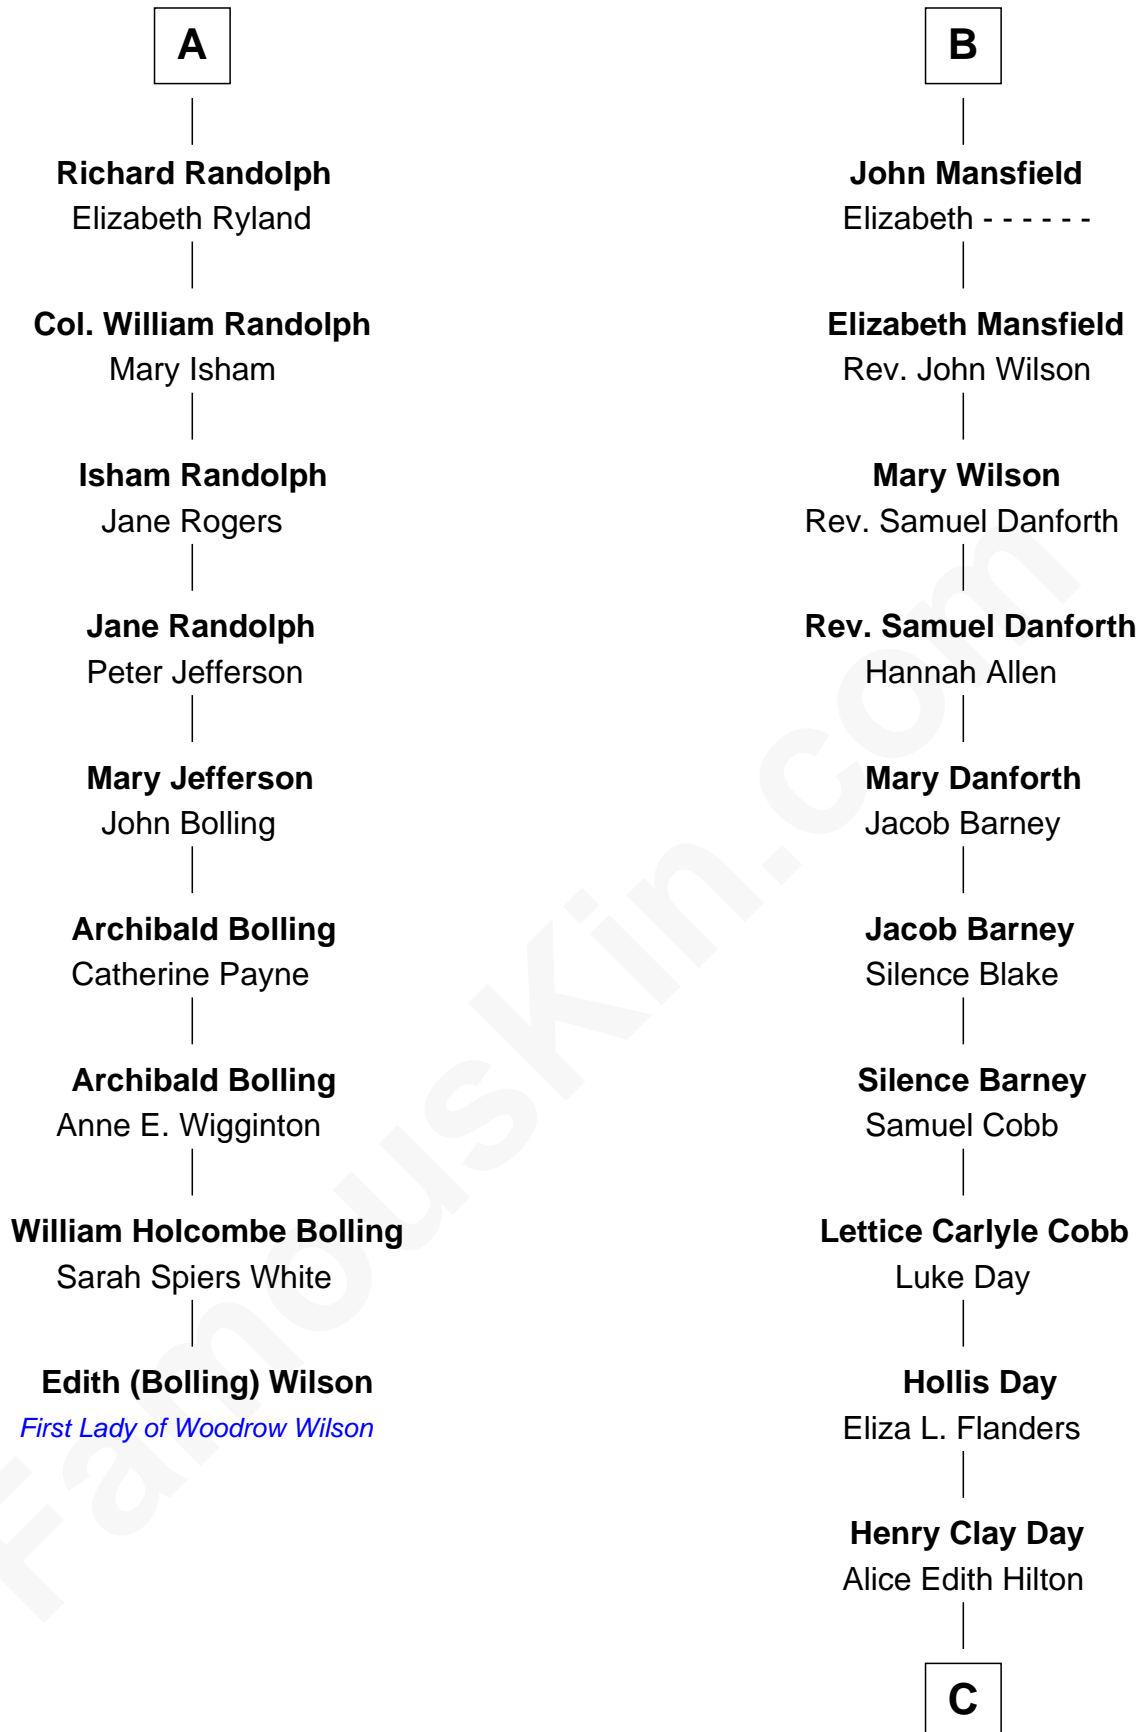 A
Richard Randolph
Elizabeth Ryland
Col. William Randolph
Mary Isham
Isham Randolph
Jane Rogers
Jane Randolph
Peter Jefferson
Mary Jefferson
John Bolling
Archibald Bolling
Catherine Payne
Archibald Bolling
Anne E. Wigginton
William Holcombe Bolling
Sarah Spiers White
Edith (Bolling) Wilson
First Lady of Woodrow Wilson
B
John Mansfield
Elizabeth - - - - - -
Elizabeth Mansfield
Rev. John Wilson
Mary Wilson
Rev. Samuel Danforth
Rev. Samuel Danforth
Hannah Allen
Mary Danforth
Jacob Barney
Jacob Barney
Silence Blake
Silence Barney
Samuel Cobb
Lettice Carlyle Cobb
Luke Day
Hollis Day
Eliza L. Flanders
Henry Clay Day
Alice Edith Hilton
C
FamousKin.com